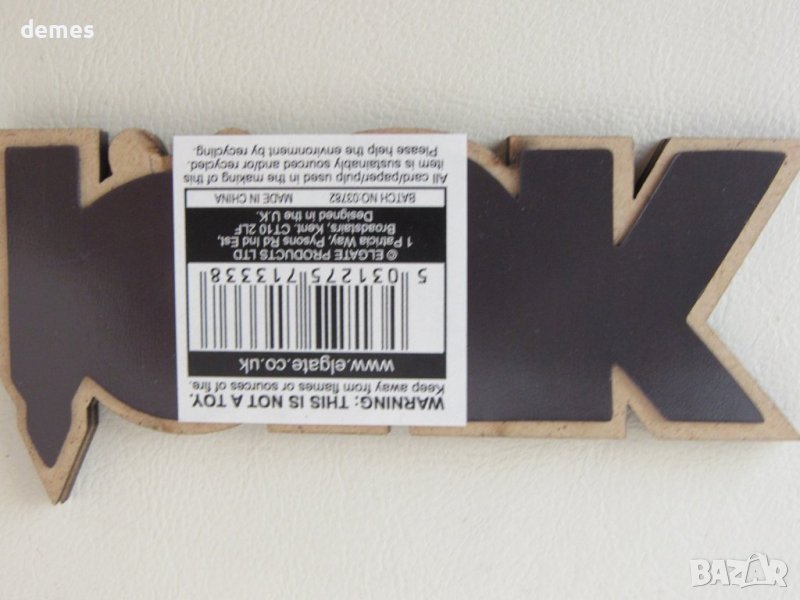 demes
WARNING: THIS IS NOT A TOY.
Keep away from flames or sources of fire.
www.elgate.co.uk
5 031275 713338
© ELGATE PRODUCTS LTD
1 Patricia Way, Pysons Rd Ind Est,
Broadstairs, Kent. CT10 2LF
Designed in the U.K.
BATCH NO:03782 MADE IN CHINA
All card/paper/pulp used in the making of this
item is sustainably sourced and/or recycled.
Please help the environment by recycling.
BAZAR